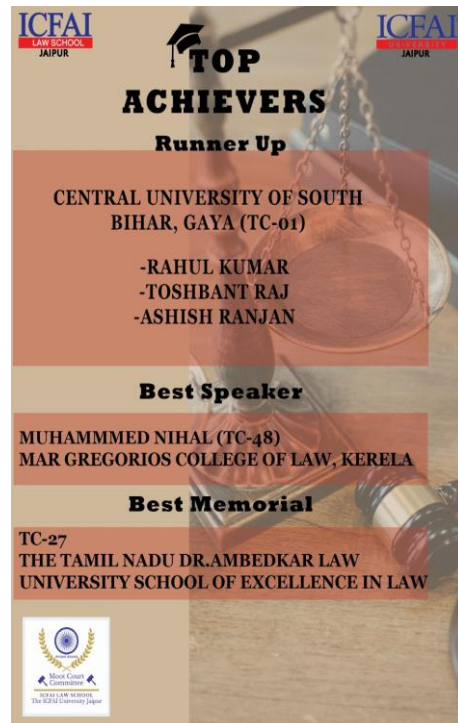 ICFAI
LAW SCHOOL
JAIPUR
ICFAI
UNIVERSITY
JAIPUR
TOP
ACHIEVERS
Runner Up
CENTRAL UNIVERSITY OF SOUTH
BIHAR, GAYA (TC-01)
-RAHUL KUMAR
-TOSHBANT RAJ
-ASHISH RANJAN
Best Speaker
MUHAMMMED NIHAL (TC-48)
MAR GREGORIOS COLLEGE OF LAW, KERELA
Best Memorial
TC-27
THE TAMIL NADU DR.AMBEDKAR LAW
UNIVERSITY SCHOOL OF EXCELLENCE IN LAW
Moot Court
Committee
ICFAI LAW SCHOOL
The ICFAI University Jaipur